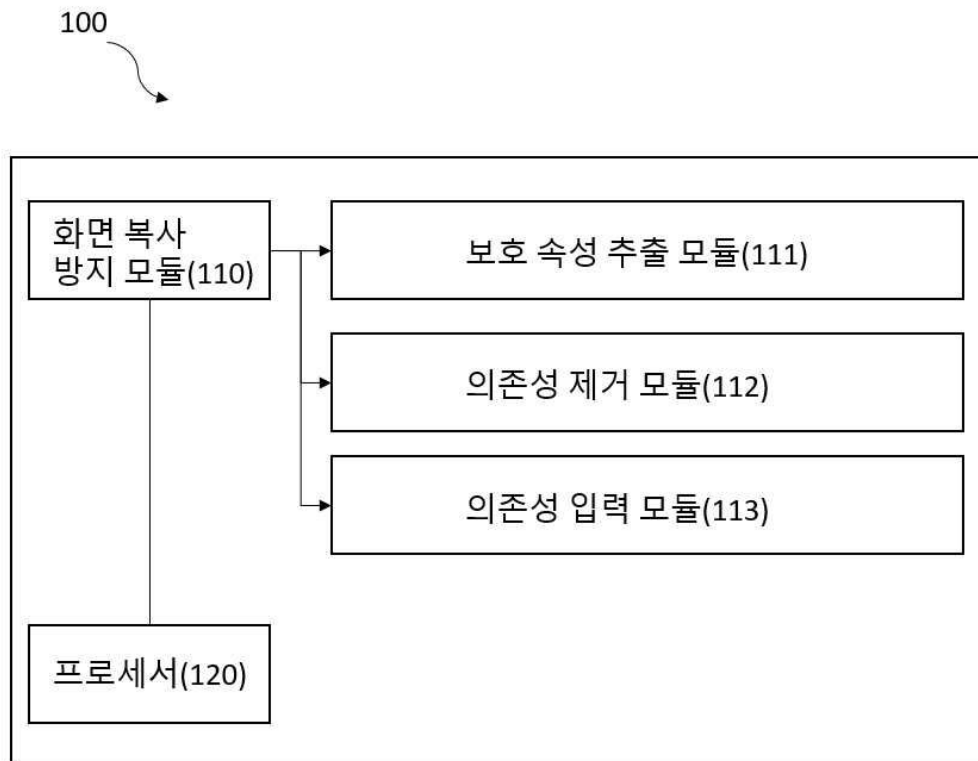 100
화면 복사
방지 모듈(110)
보호 속성 추출 모듈(111)
의존성 제거 모듈(112)
의존성 입력 모듈(113)
프로세서(120)